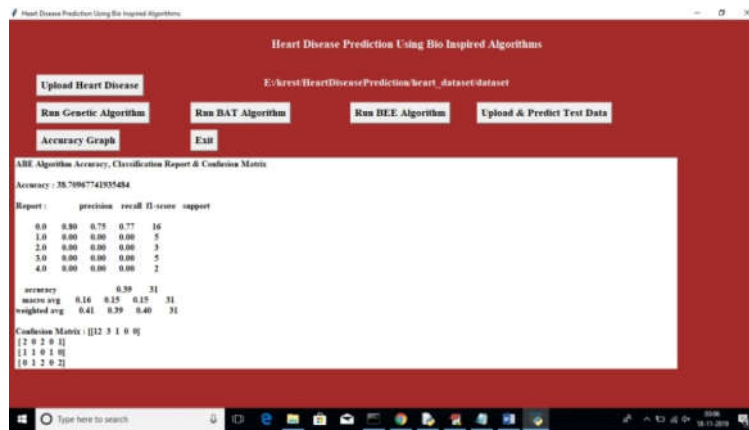 Heart Disease Prediction Using Bio Inspired Algorithms
Heart Disease Prediction Using Bio Inspired Algorithms
Upload Heart Disease
E:/krest/HeartDiseasePrediction/heart_dataset/dataset
Run Genetic Algorithm Run BAT Algorithm Run BEE Algorithm Upload & Predict Test Data
Accuracy Graph Exit
ABE Algorithm Accuracy, Classification Report & Confusion Matrix
Accuracy : 38.70967741935484
Report : precision recall f1-score support
0.0 0.80 0.75 0.77 16
1.0 0.00 0.00 0.00 5
2.0 0.00 0.00 0.00 3
3.0 0.00 0.00 0.00 5
4.0 0.00 0.00 0.00 2
accuracy 0.39 31
macro avg 0.16 0.15 0.15 31
weighted avg 0.41 0.39 0.40 31
Confusion Matrix : [[12 3 1 0 0]
[ 2 0 2 0 1]
[ 1 1 0 1 0]
[ 0 1 2 0 2]
Type here to search
03:06
18-11-2019